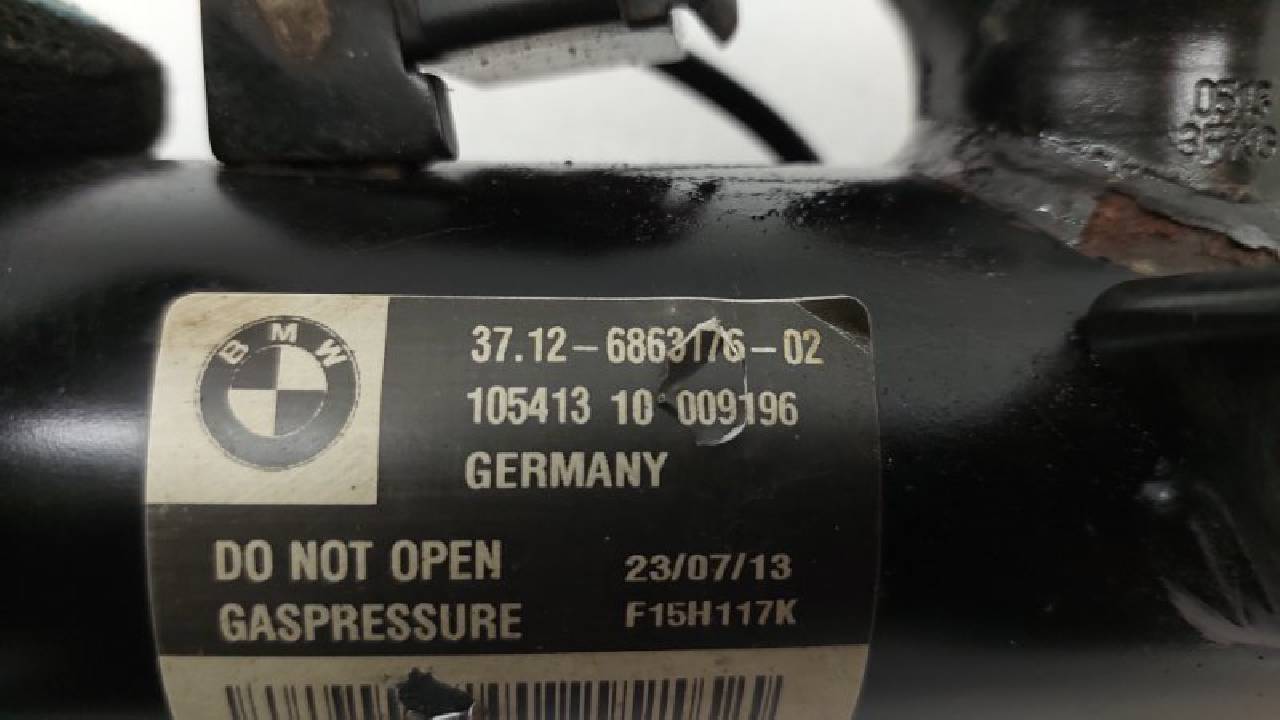 BMW
37.12-6863176-02
105413 10 009196
GERMANY
DO NOT OPEN
23/07/13
GASPRESSURE
F15H117K